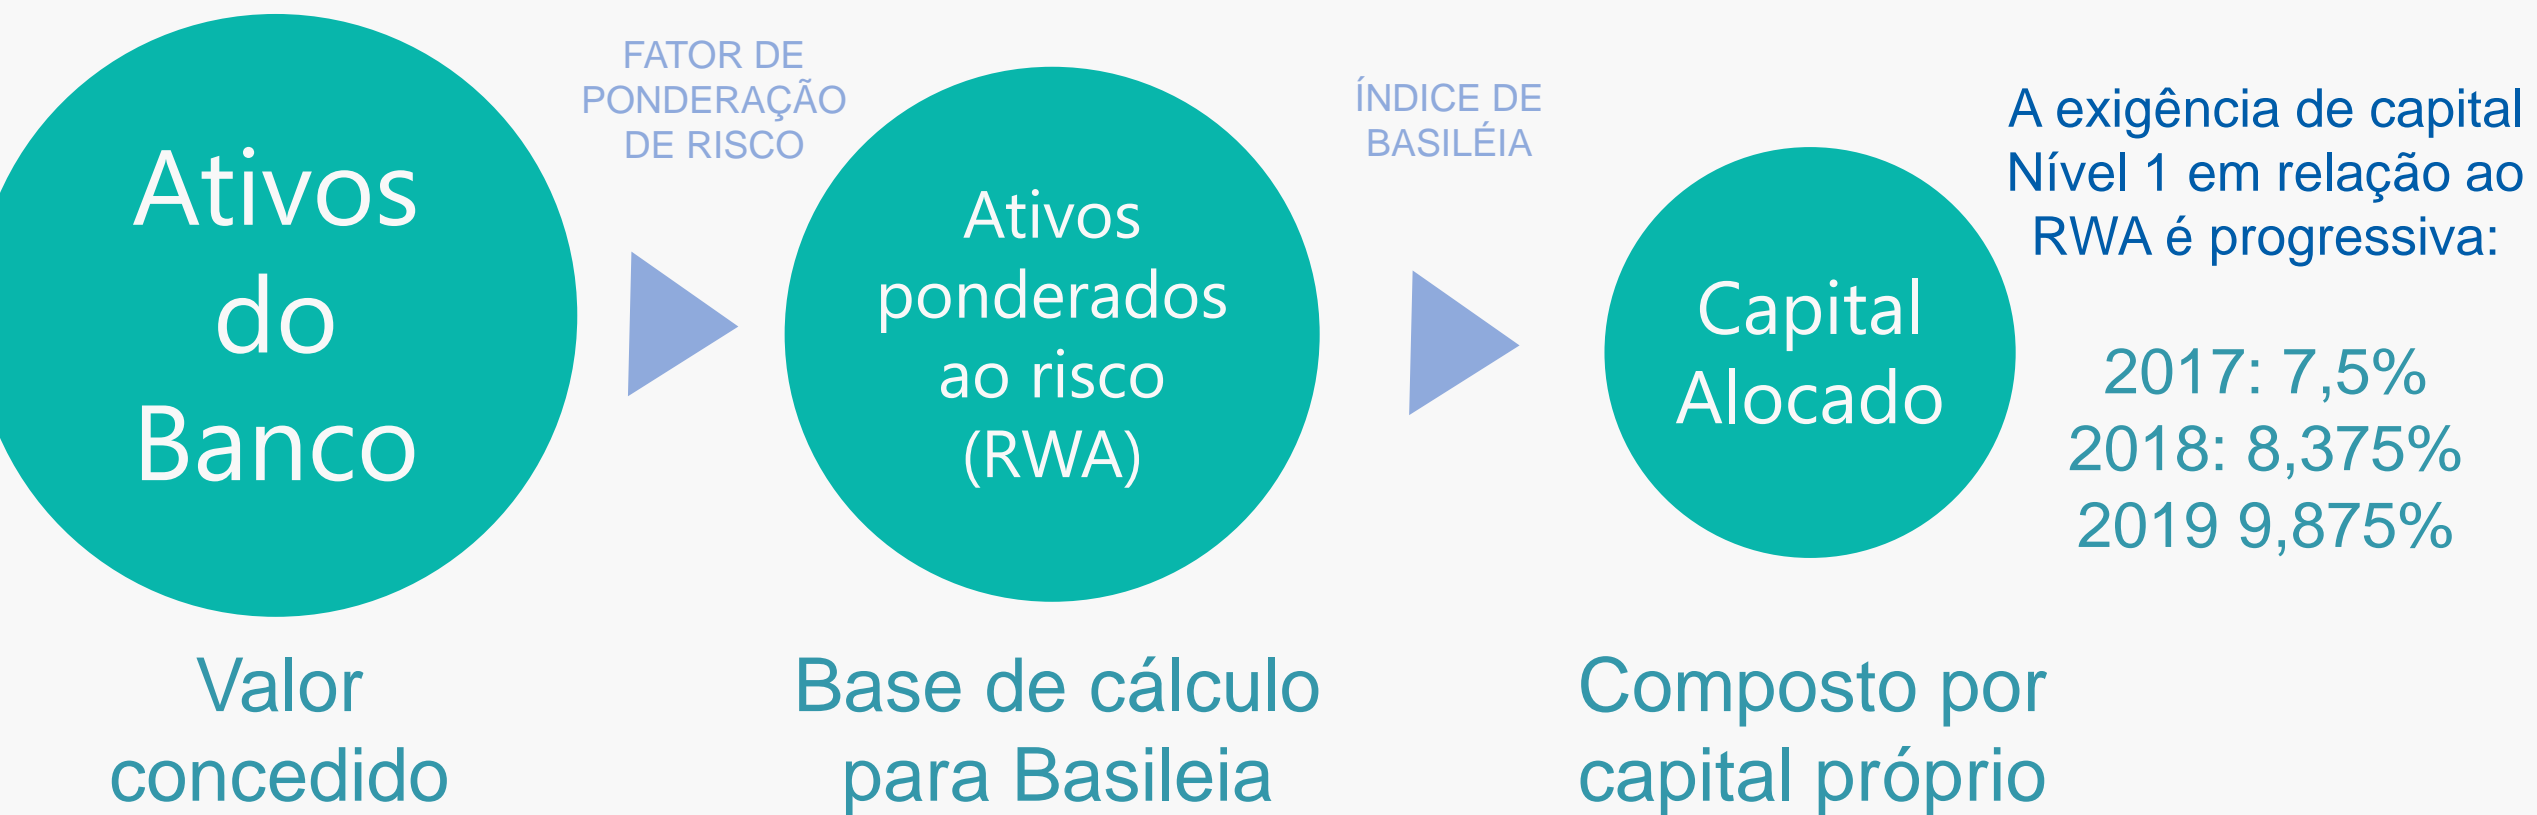 Ativos
do
Banco
Valor
concedido
FATOR DE
PONDERAÇÃO
DE RISCO
Ativos
ponderados
ao risco
(RWA)
Base de cálculo
para Basileia
ÍNDICE DE
BASILÉIA
Capital
Alocado
Composto por
capital próprio
A exigência de capital
Nível 1 em relação ao
RWA é progressiva:
2017: 7,5%
2018: 8,375%
2019 9,875%